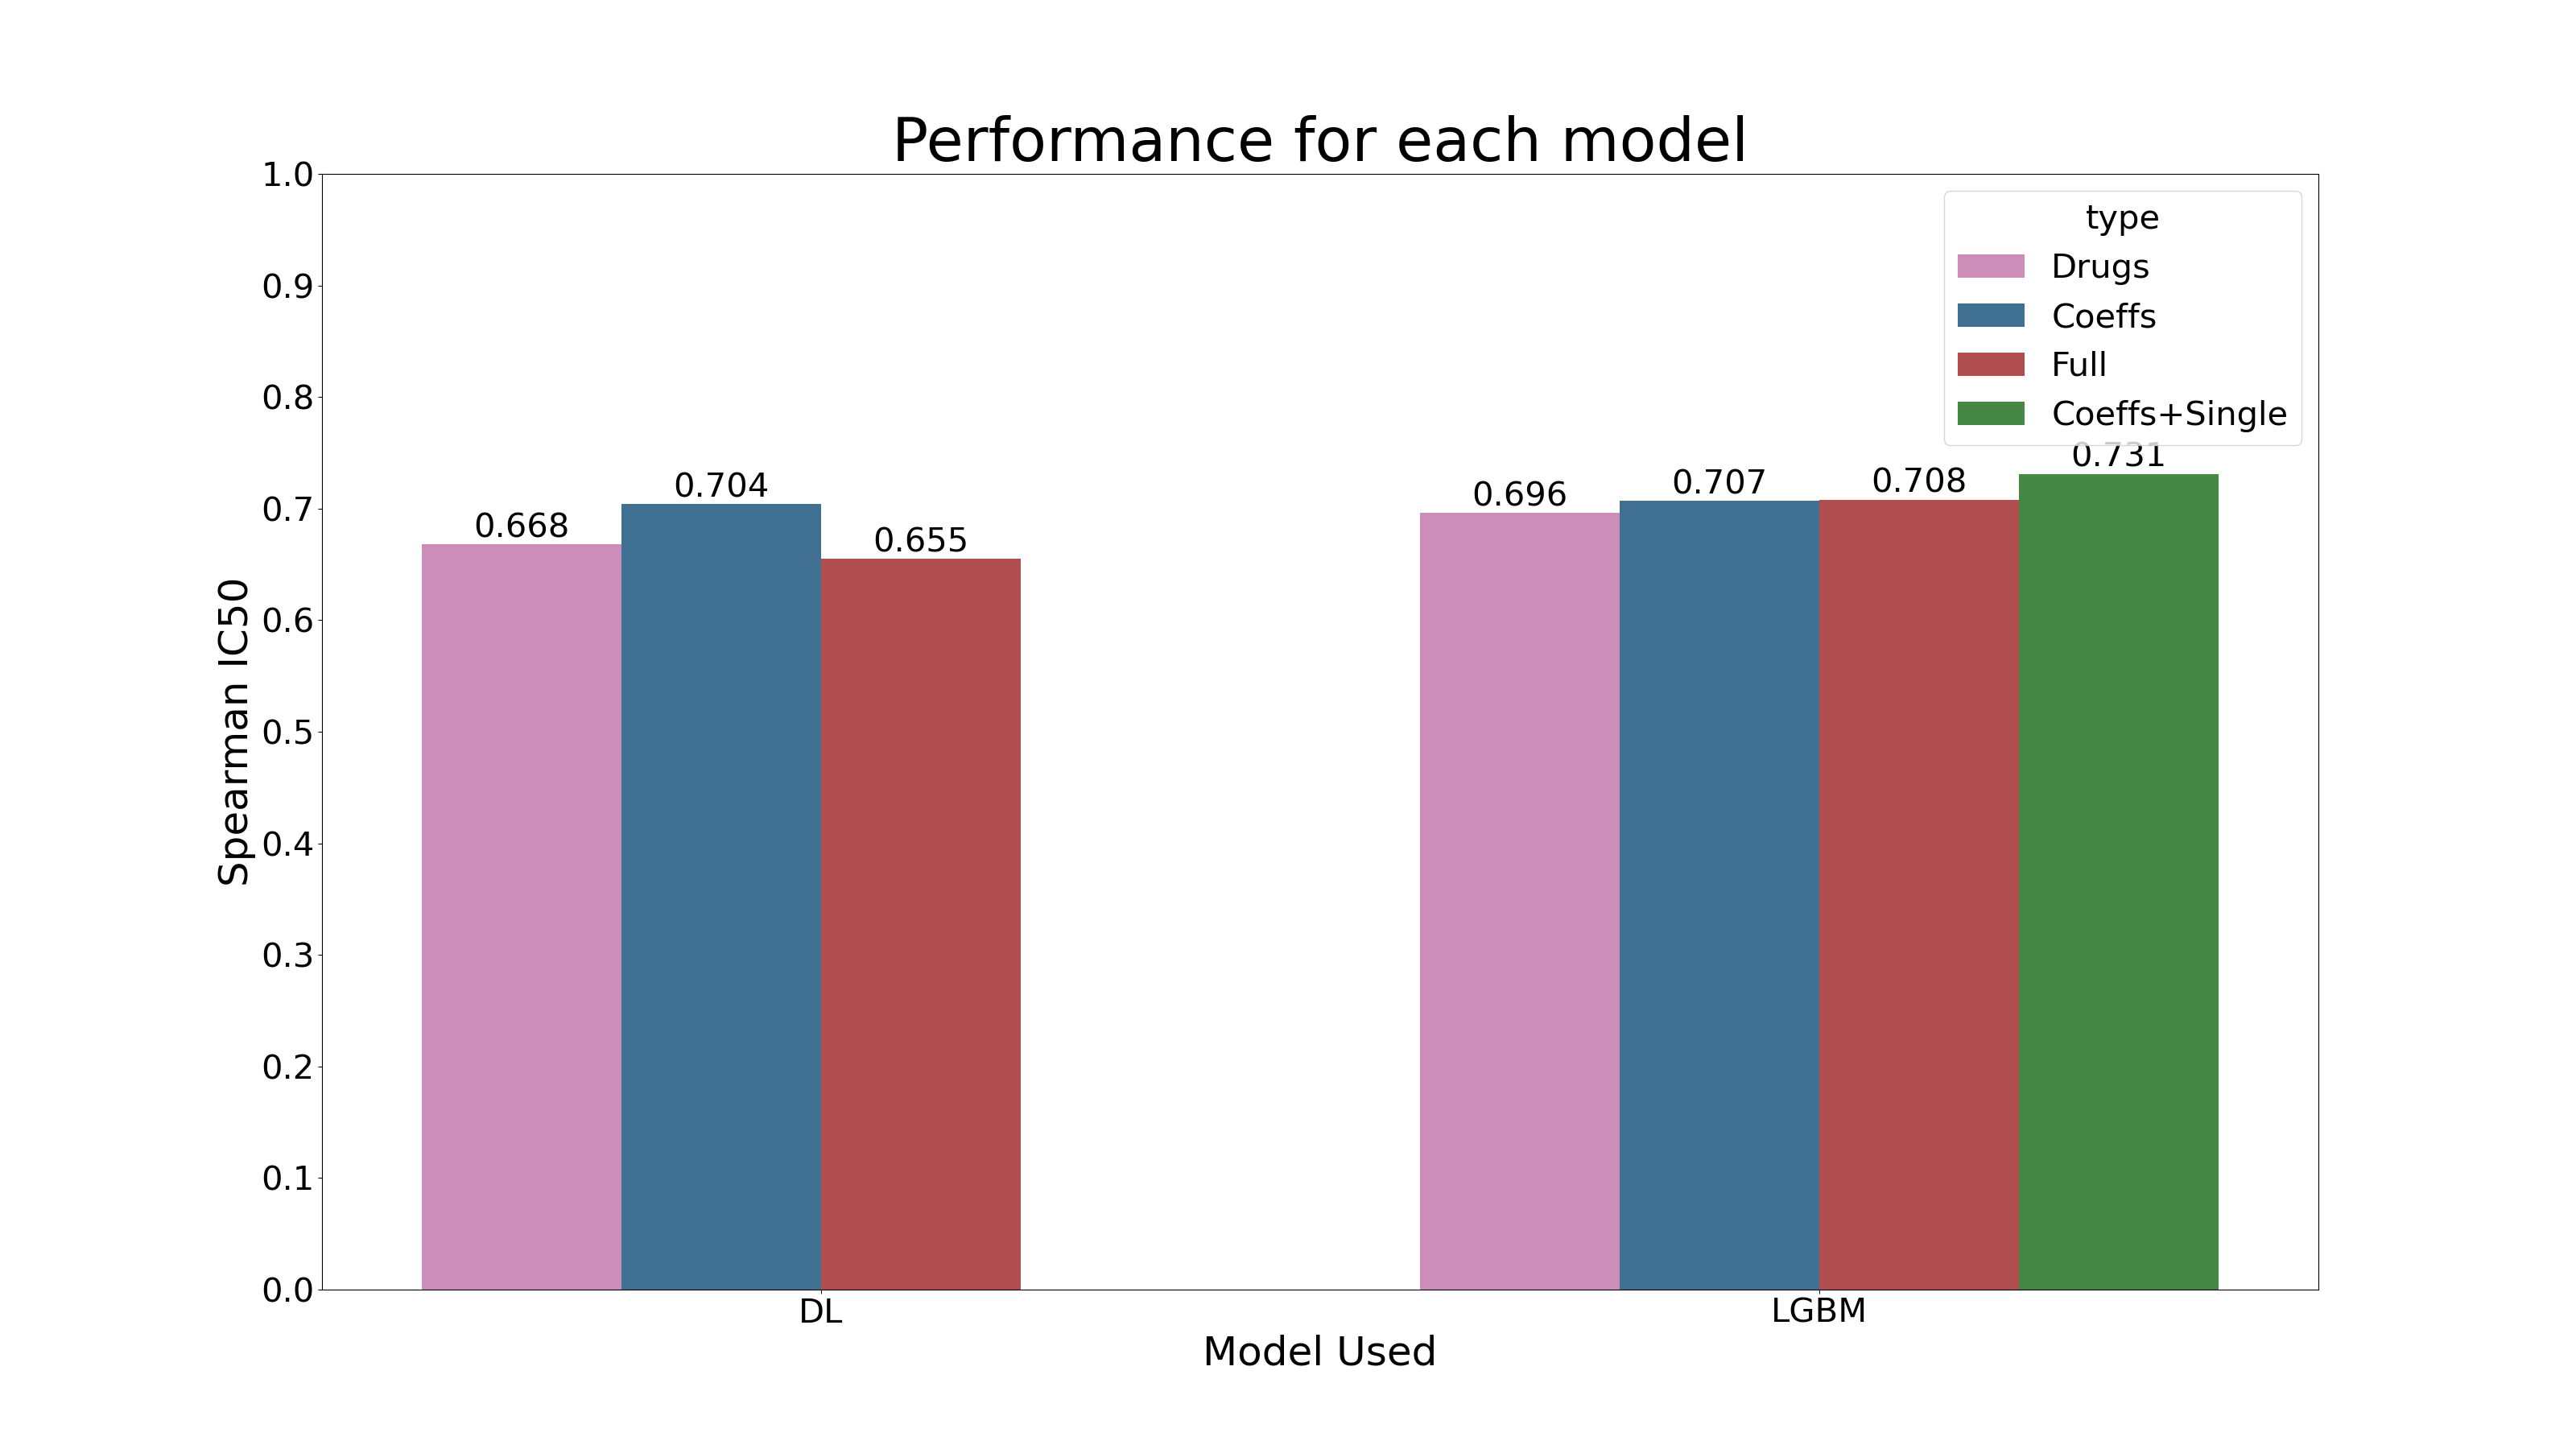 Performance for each model
1.0
0.9
0.8
0.7
0.6
0.5
0.4
0.3
0.2
0.1
0.0
Spearman IC50
type
Drugs
Coeffs
Full
Coeffs+Single
0.668
0.704
0.655
0.696
0.707
0.708
0.731
DL
LGBM
Model Used